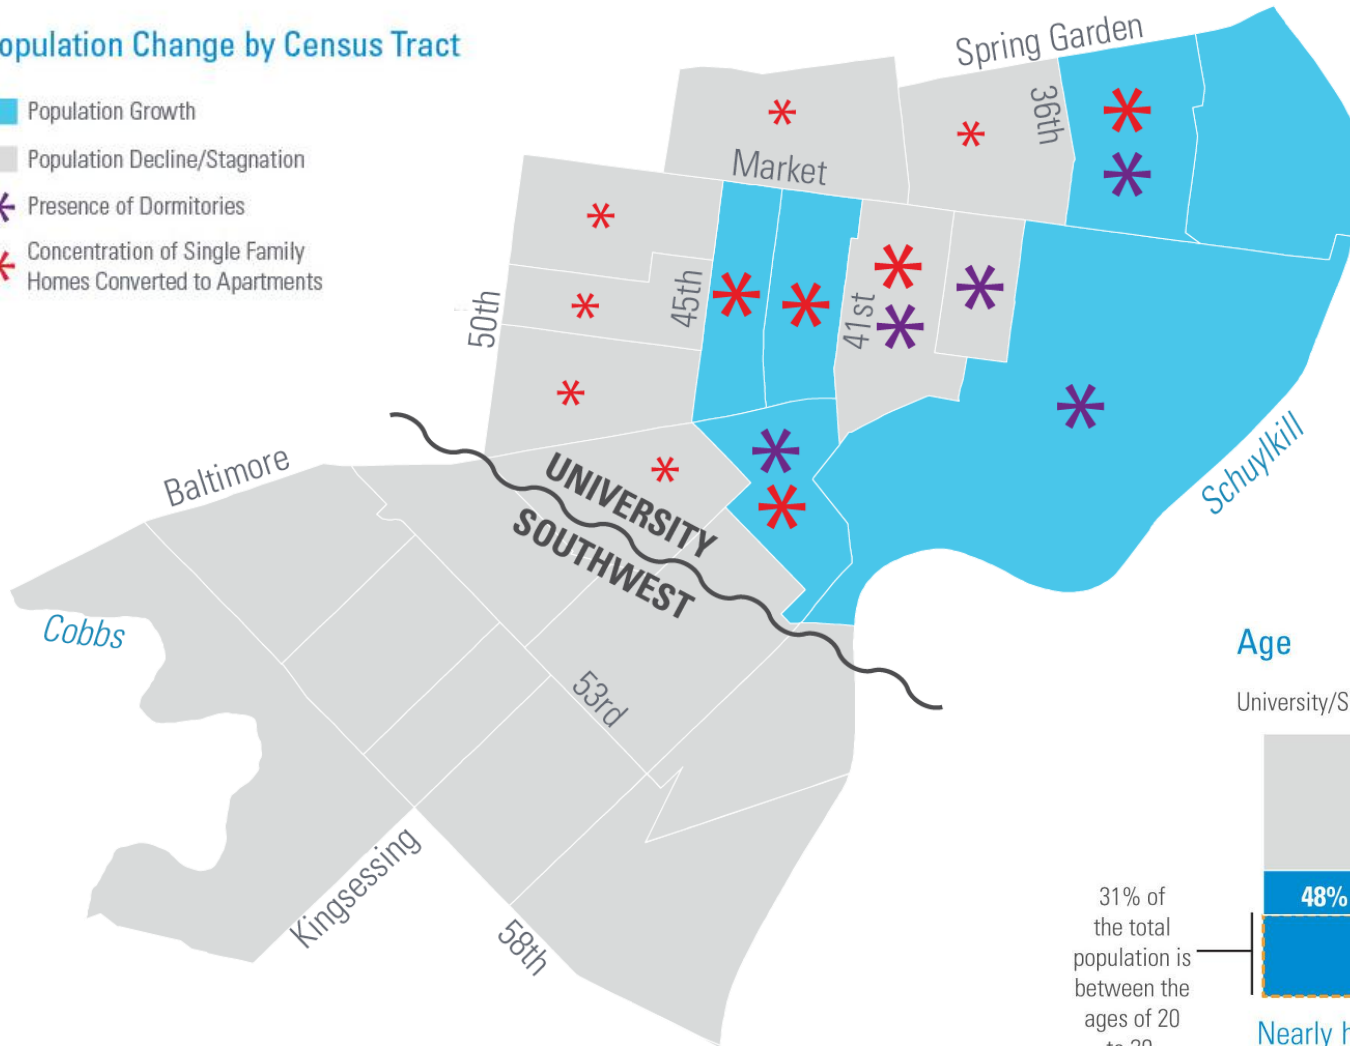 opulation Change by Census Tract
Population Growth
Population Decline/Stagnation
Presence of Dormitories
Concentration of Single Family
Homes Converted to Apartments
Spring Garden
36th
Market
45th
41st
50th
Schuylkill
Baltimore
UNIVERSITY
SOUTHWEST
Cobbs
53rd
Kingsessing
58th
Age
University/S
48%
31% of
the total
population is
between the
ages of 20
Nearly h